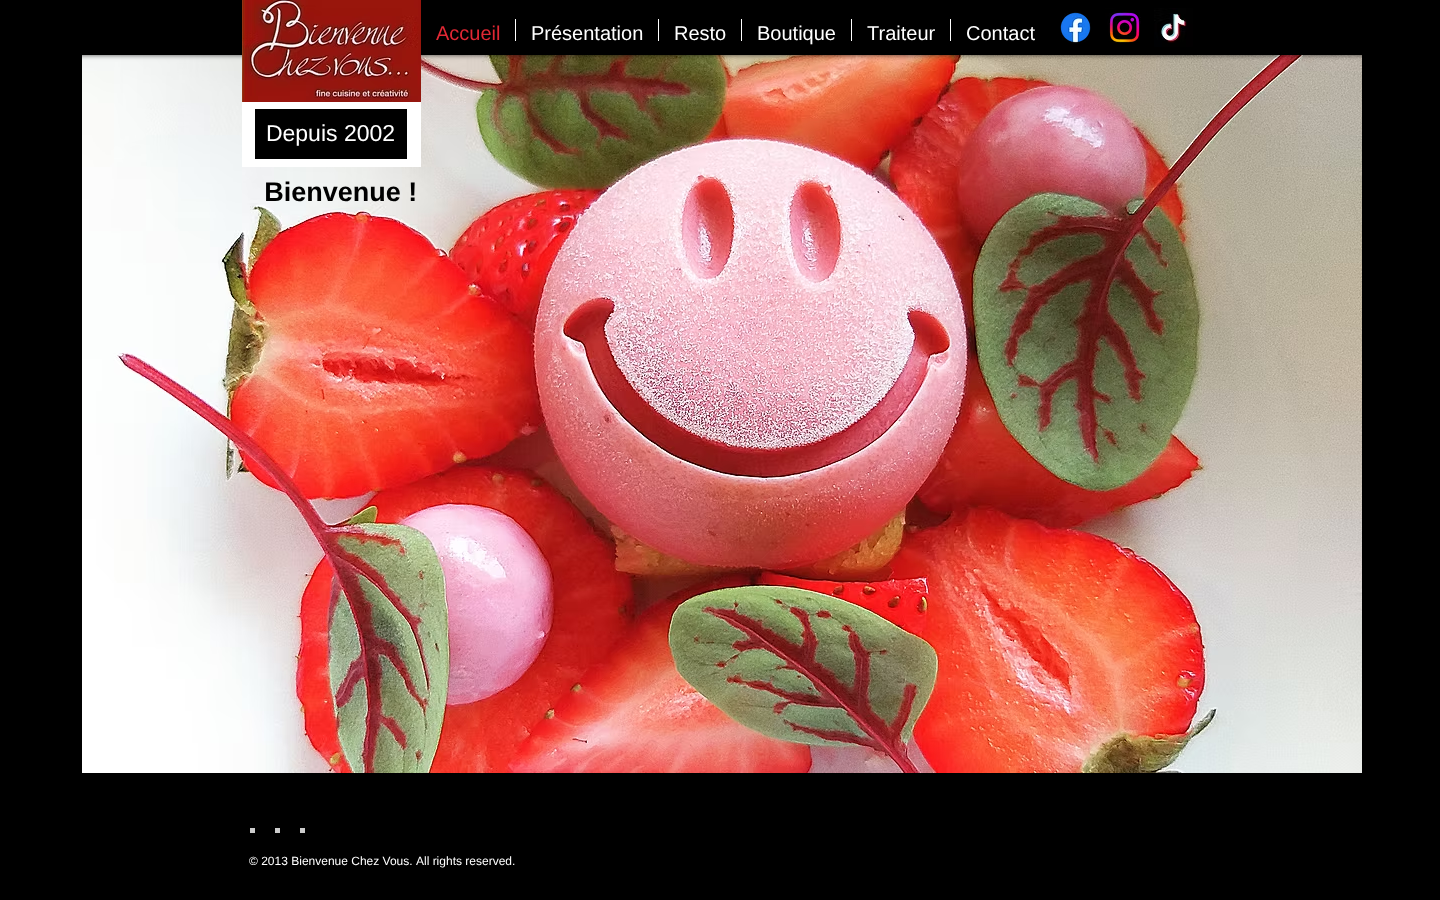 Bienvenue
Chez vous...
fine cuisine et créativité
Accueil
Présentation
Resto
Boutique
Traiteur
Contact
Depuis 2002
Bienvenue !
© 2013 Bienvenue Chez Vous. All rights reserved.